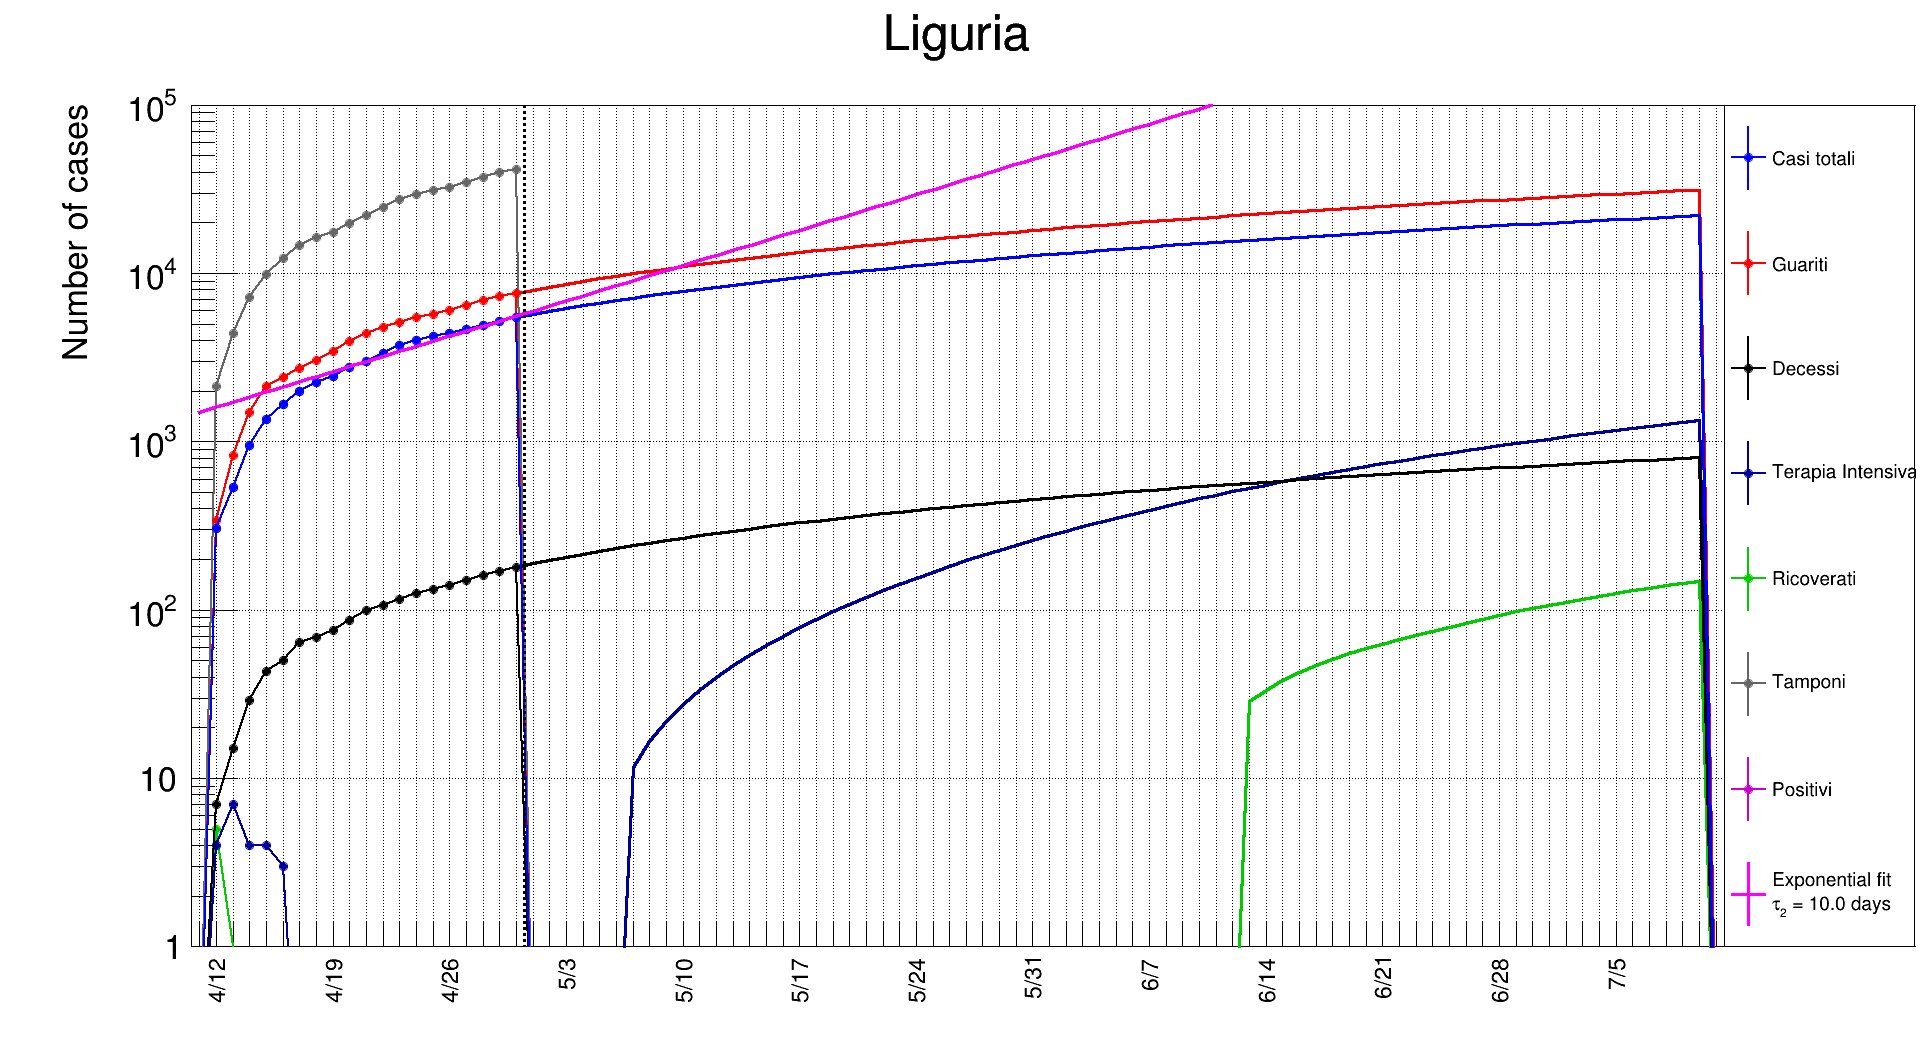 Liguria
Number of cases
10^5
10^4
10^3
10^2
10
1
4/12
4/19
4/26
5/3
5/10
5/17
5/24
5/31
6/7
6/14
6/21
6/28
7/5
Casi totali
Guariti
Decessi
Terapia Intensiva
Ricoverati
Tamponi
Positivi
Exponential fit
τ_2 = 10.0 days